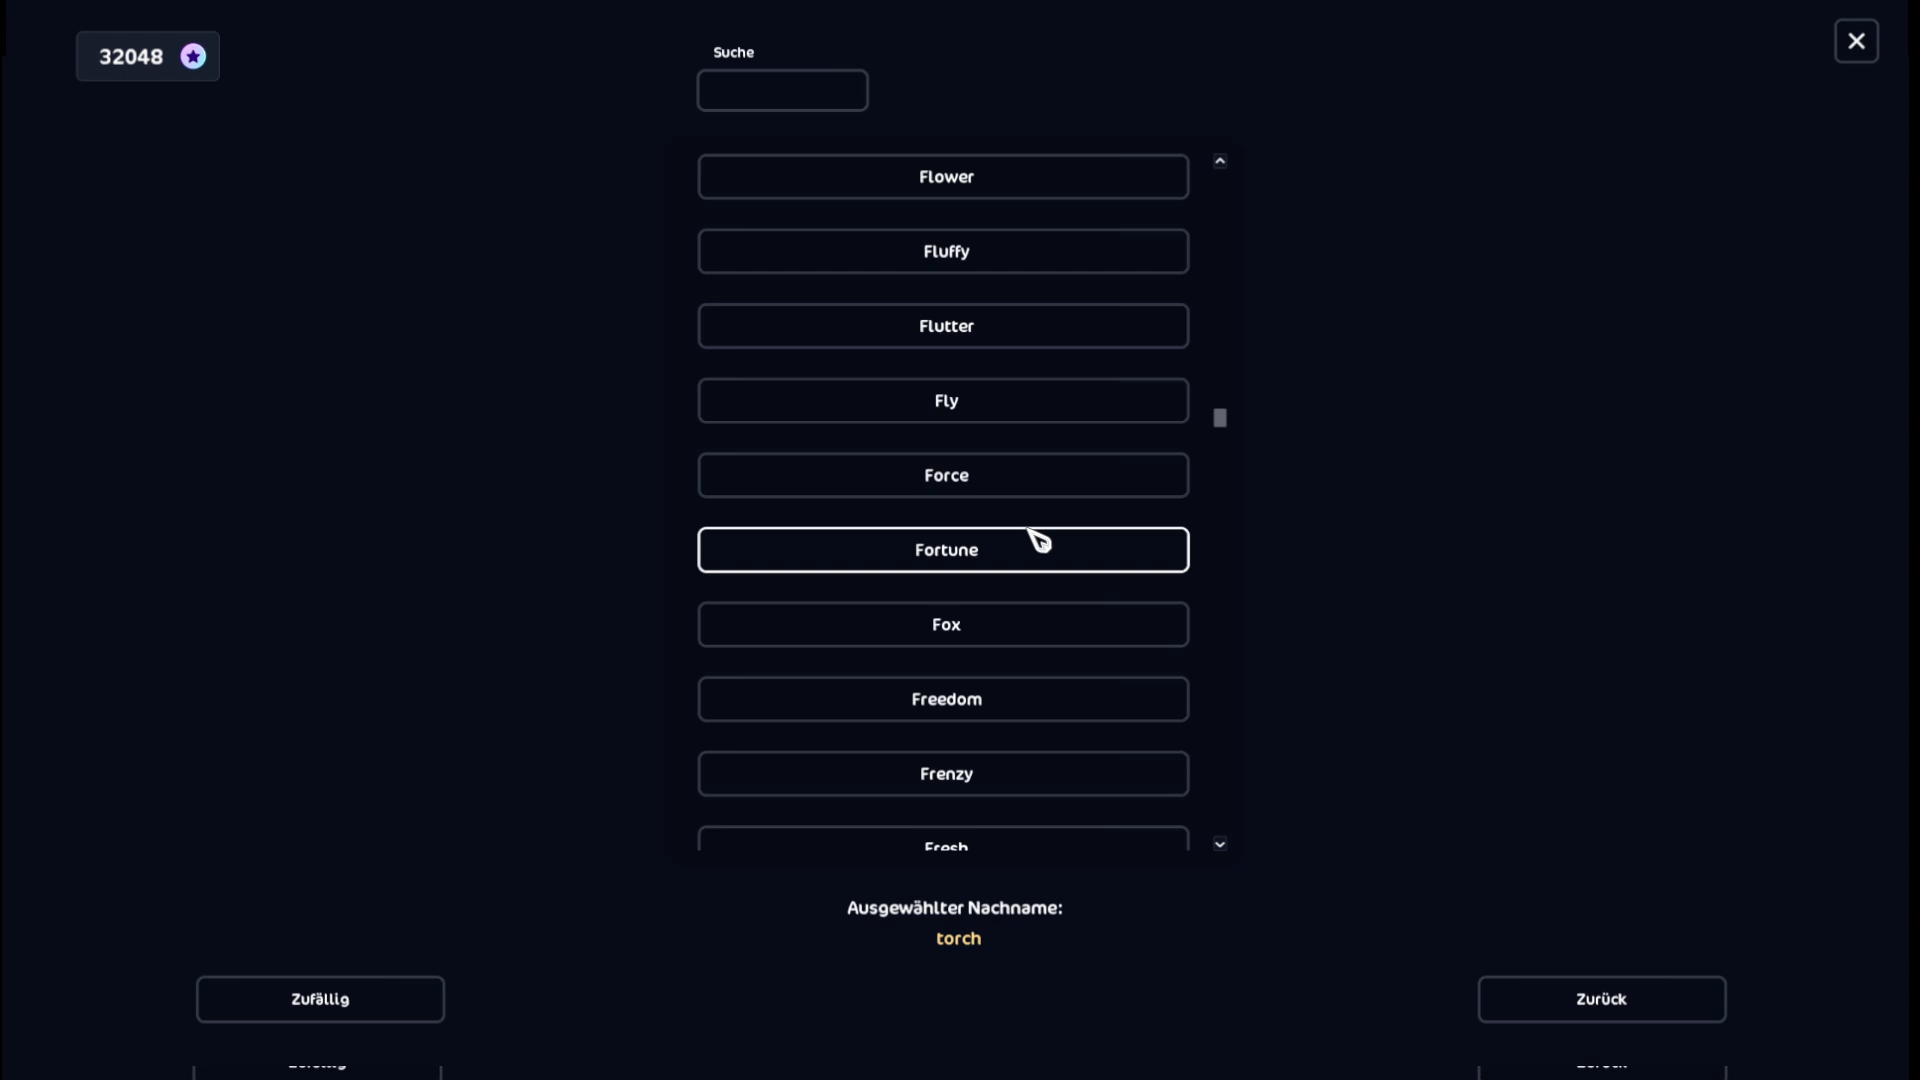 32048
Suche
Flower
Fluffy
Flutter
Fly
Force
Fortune
Fox
Freedom
Frenzy
Fresh
Ausgewählter Nachname:
torch
Zufällig
Zurück